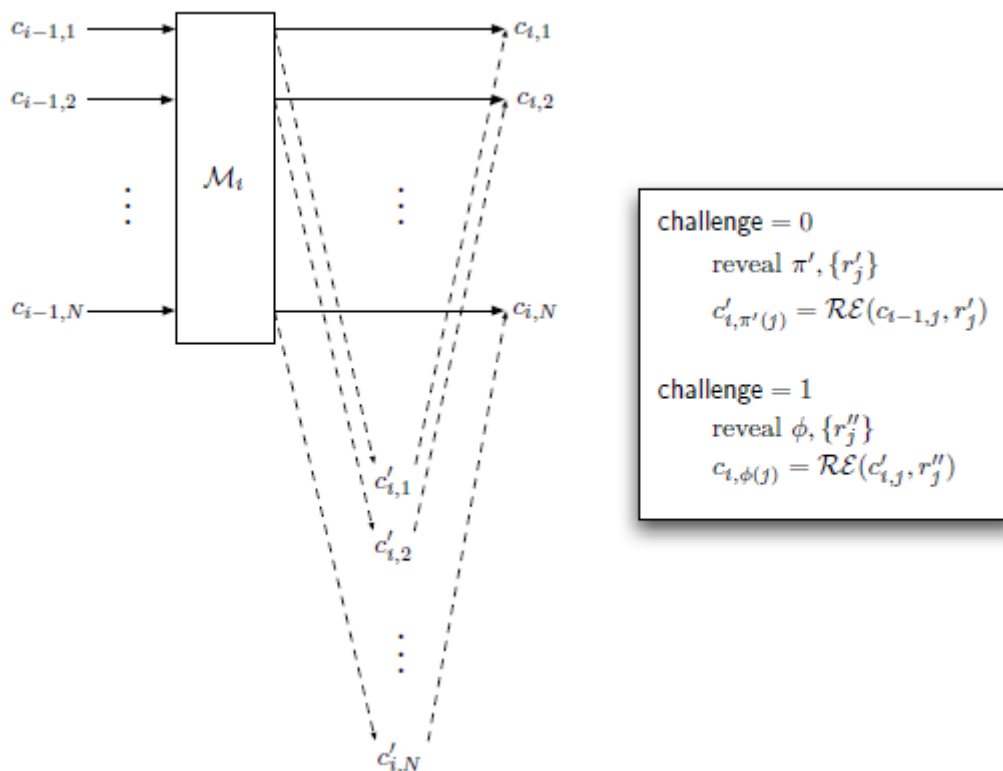 c_{i−1,1} c_{i,1}
c_{i−1,2} c_{i,2}
ℳ_i
⋮ ⋮
c_{i−1,N} c_{i,N}
c′_{i,1}
c′_{i,2}
⋮
c′_{i,N}
challenge = 0
reveal π′, {r′_j}
c′_{i,π′(j)} = ℛℰ(c_{i−1,j}, r′_j)
challenge = 1
reveal ϕ, {r″_j}
c_{i,ϕ(j)} = ℛℰ(c′_{i,j}, r″_j)